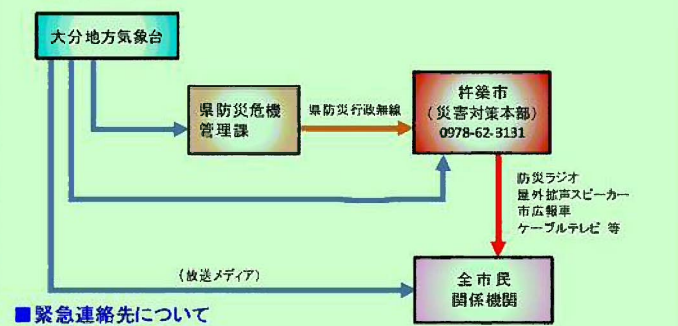 大分地方気象台
県防災危機
管理課
県防災行政無線
杵築市
(災害対策本部)
0978-62-3131
防災ラジオ
屋外拡声スピーカー
市広報車
ケーブルテレビ 等
(放送メディア)
全市民
関係機関
■緊急連絡先について